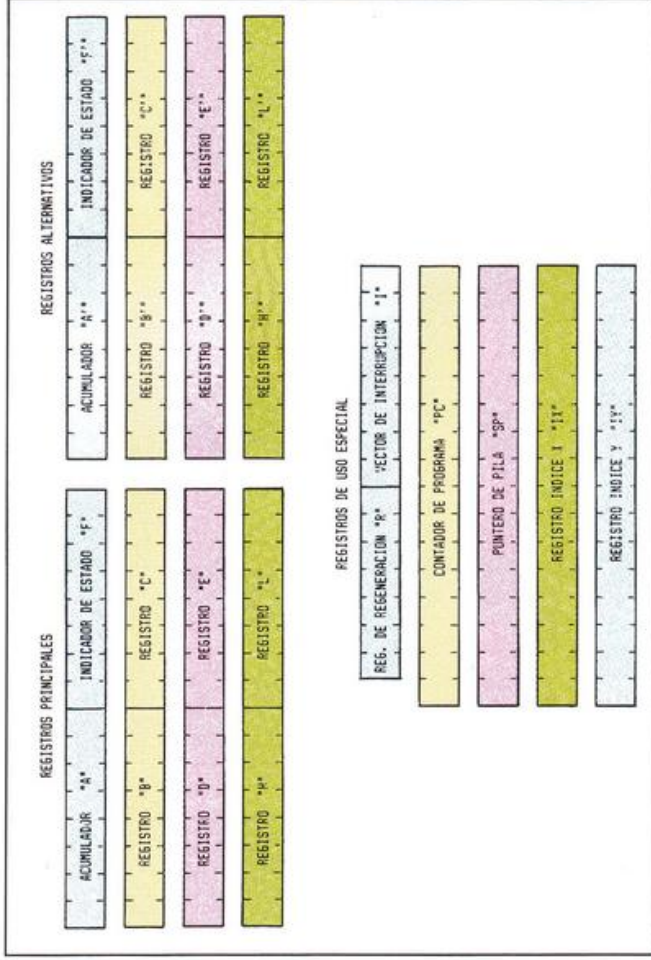 REGISTROS PRINCIPALES
ACUMULADJR "A" INDICADOR DE ESTADO "F"
REGISTRO "B" REGISTRO "C"
REGISTRO "D" REGISTRO "E"
REGISTRO "H" REGISTRO "L"
REGISTROS ALTERNATIVOS
ACUMULADOR "A'" INDICADOR DE ESTADO "F'"
REGISTRO "B'" REGISTRO "C'"
REGISTRO "D'" REGISTRO "E'"
REGISTRO "H'" REGISTRO "L'"
REGISTROS DE USO ESPECIAL
REG. DE REGENERACION "R" VECTOR DE INTERRUPCION "I"
CONTADOR DE PROGRAMA "PC"
PUNTERO DE PILA "SP"
REGISTRO INDICE X "IX"
REGISTRO INDICE Y "IY"